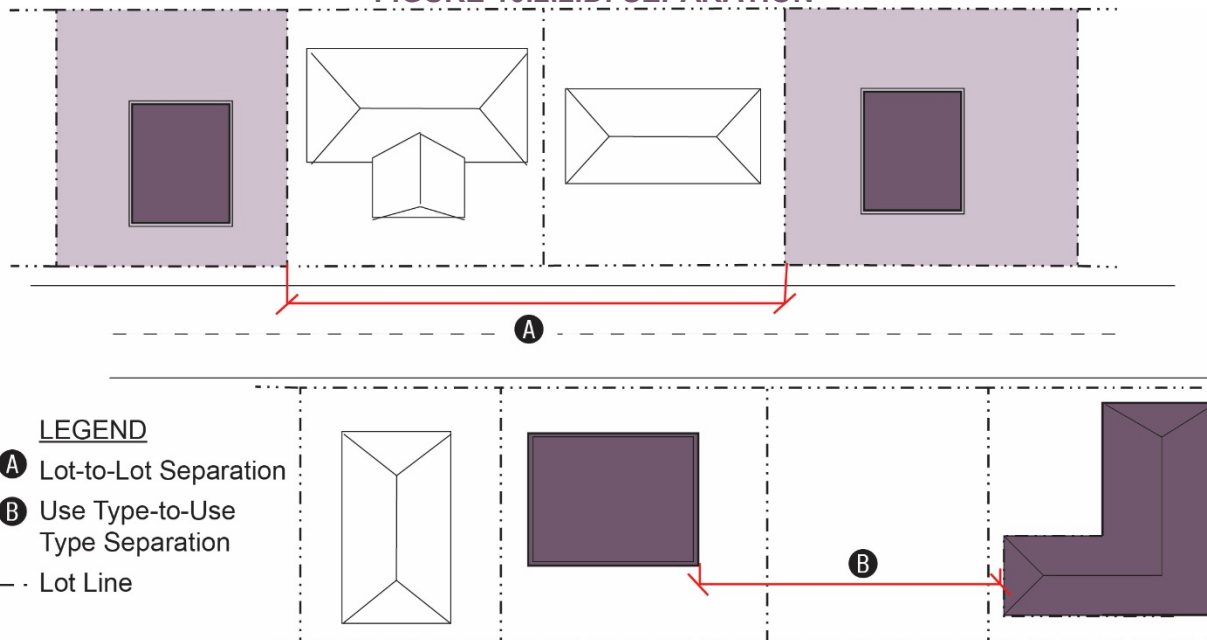 A
LEGEND
A Lot-to-Lot Separation
B Use Type-to-Use
Type Separation
Lot Line
B